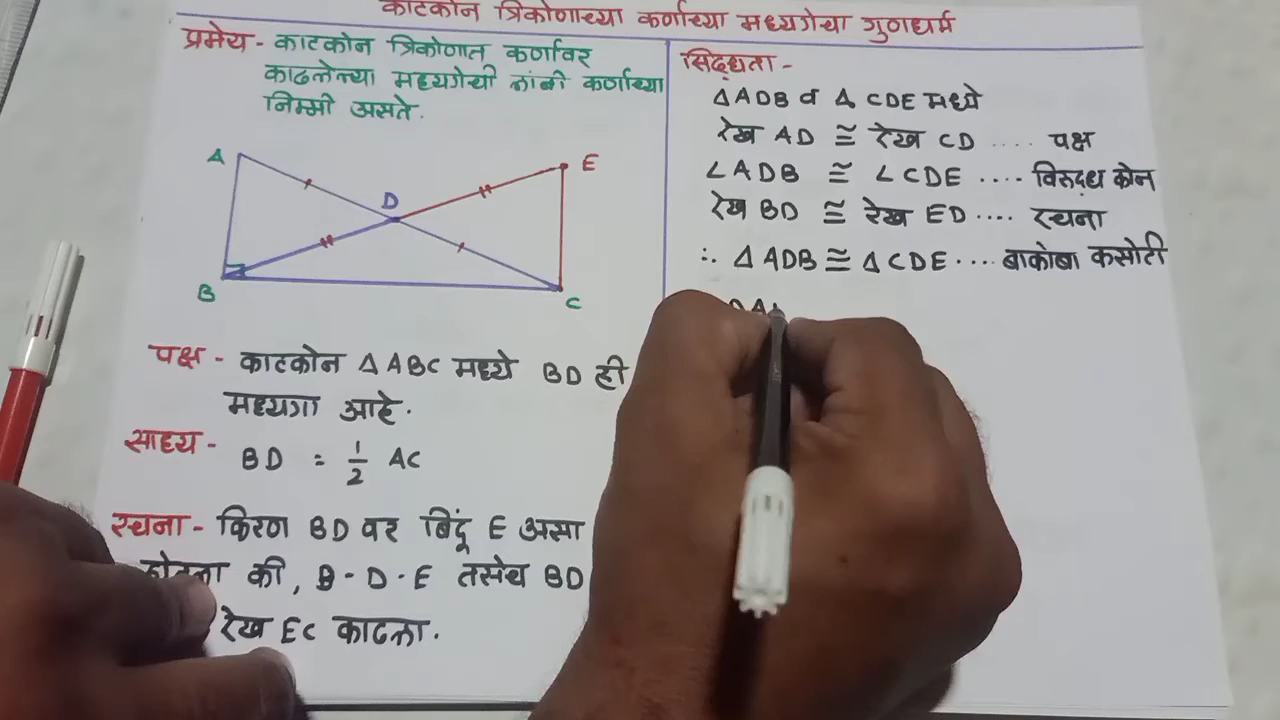 काटकोन त्रिकोणाच्या कर्णाच्या मध्यगेचा गुणधर्म
प्रमेय - काटकोन त्रिकोणात कर्णावर
काढलेल्या मध्यगेची लांबी कर्णाच्या
निम्मी असते.
A
E
D
B
C
पक्ष - काटकोन △ ABC मध्ये BD ही
मध्यगा आहे.
साध्य - BD = 1/2 AC
रचना - किरण BD वर बिंदू E असा
की, B - D - E तसेच BD
रेख EC काढला.
सिद्धता -
△ ADB व △ CDE मध्ये
रेख AD ≅ रेख CD .... पक्ष
∠ ADB ≅ ∠ CDE .... विरुद्ध कोन
रेख BD ≅ रेख ED .... रचना
∴ △ ADB ≅ △ CDE .... बाकोबा कसोटी